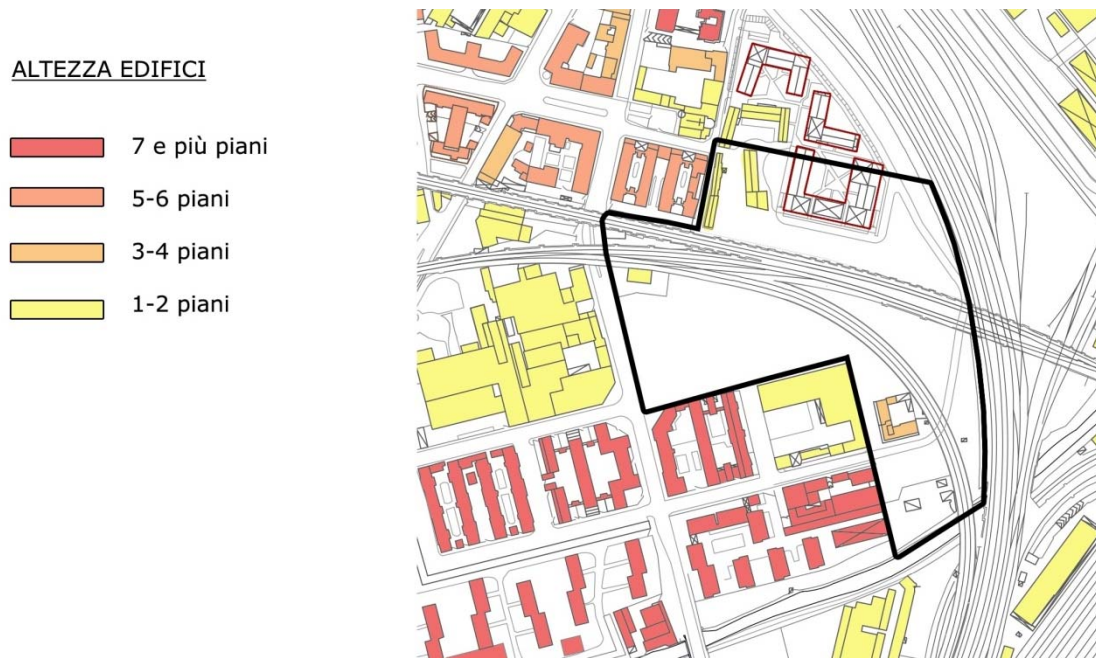 ALTEZZA EDIFICI
7 e più piani
5-6 piani
3-4 piani
1-2 piani